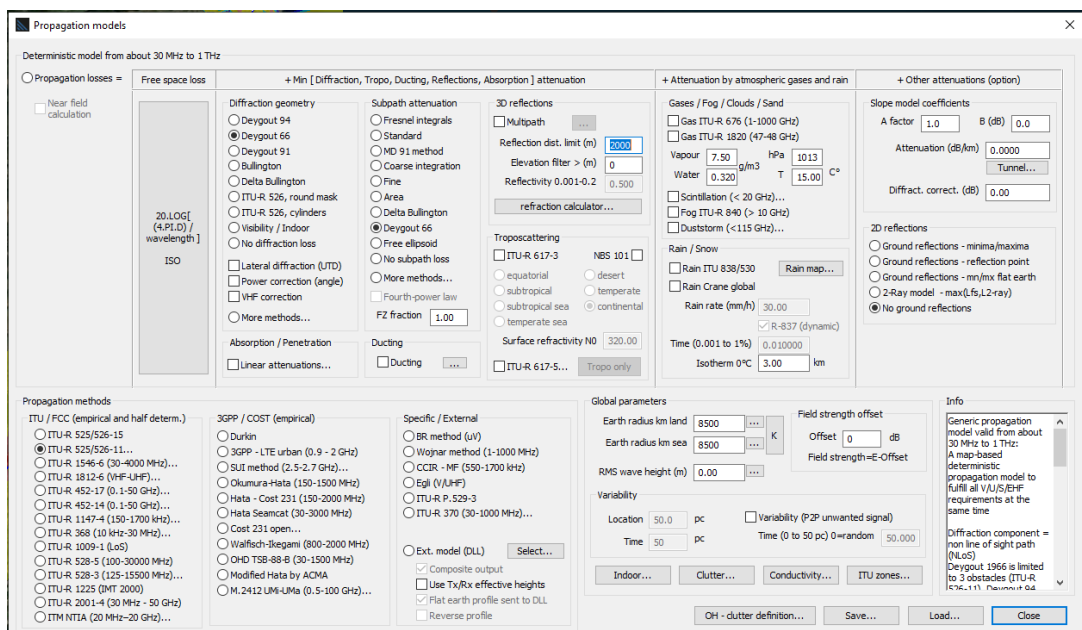 Propagation models
Deterministic model from about 30 MHz to 1 THz
Propagation losses =
Near field
calculation
Free space loss
20.LOG[
(4.PI.D) /
wavelength ]
ISO
+ Min [ Diffraction, Tropo, Ducting, Reflections, Absorption ] attenuation
Diffraction geometry
Deygout 94
Deygout 66
Deygout 91
Bullington
Delta Bullington
ITU-R 526, round mask
ITU-R 526, cylinders
Visibility / Indoor
No diffraction loss
Lateral diffraction (UTD)
Power correction (angle)
VHF correction
More methods...
Absorption / Penetration
Linear attenuations...
Subpath attenuation
Fresnel integrals
Standard
MD 91 method
Coarse integration
Fine
Area
Delta Bullington
Deygout 66
Free ellipsoid
No subpath loss
More methods...
Fourth-power law
FZ fraction 1.00
Ducting
Ducting ...
3D reflections
Multipath ...
Reflection dist. limit (m) 2000
Elevation filter > (m) 0
Reflectivity 0.001-0.2 0.500
refraction calculator...
Troposcattering
ITU-R 617-3 NBS 101
equatorial desert
subtropical temperate
subtropical sea continental
temperate sea
Surface refractivity N0 320.00
ITU-R 617-5... Tropo only
+ Attenuation by atmospheric gases and rain
Gases / Fog / Clouds / Sand
Gas ITU-R 676 (1-1000 GHz)
Gas ITU-R 1820 (47-48 GHz)
Vapour 7.50 hPa 1013
Water 0.320 g/m3 T 15.00 C°
Scintillation (< 20 GHz)...
Fog ITU-R 840 (> 10 GHz)
Duststorm (<115 GHz)...
Rain / Snow
Rain ITU 838/530 Rain map...
Rain Crane global
Rain rate (mm/h) 30.00
R-837 (dynamic)
Time (0.001 to 1%) 0.010000
Isotherm 0°C 3.00 km
+ Other attenuations (option)
Slope model coefficients
A factor 1.0 B (dB) 0.0
Attenuation (dB/km) 0.0000
Tunnel...
Diffract. correct. (dB) 0.00
2D reflections
Ground reflections - minima/maxima
Ground reflections - reflection point
Ground reflections - mn/mx flat earth
2-Ray model - max(Lfs,L2-ray)
No ground reflections
Propagation methods
ITU / FCC (empirical and half determ.)
ITU-R 525/526-15
ITU-R 525/526-11...
ITU-R 1546-6 (30-4000 MHz)...
ITU-R 1812-6 (VHF-UHF)...
ITU-R 452-17 (0.1-50 GHz)...
ITU-R 452-14 (0.1-50 GHz)...
ITU-R 1147-4 (150-1700 kHz)...
ITU-R 368 (10 kHz-30 MHz)...
ITU-R 1009-1 (LoS)
ITU-R 528-5 (100-30000 MHz)
ITU-R 528-3 (125-15500 MHz)...
ITU-R 1225 (IMT 2000)
ITU-R 2001-4 (30 MHz - 50 GHz)
ITM NTIA (20 MHz–20 GHz)...
3GPP / COST (empirical)
Durkin
3GPP - LTE urban (0.9 - 2 GHz)
SUI method (2.5-2.7 GHz)...
Okumura-Hata (150-1500 MHz)
Hata - Cost 231 (150-2000 MHz)
Hata Seamcat (30-3000 MHz)
Cost 231 open...
Walfisch-Ikegami (800-2000 MHz)
OHD TSB-88-B (30-1500 MHz)
Modified Hata by ACMA
M.2412 UMi-UMa (0.5-100 GHz)...
Specific / External
BR method (uV)
Wojnar method (1-1000 MHz)
CCIR - MF (550-1700 kHz)
Egli (V/UHF)
ITU-R P.529-3
ITU-R 370 (30-1000 MHz)...
Ext. model (DLL) Select...
Composite output
Use Tx/Rx effective heights
Flat earth profile sent to DLL
Reverse profile
Global parameters
Earth radius km land 8500 ...
Earth radius km sea 8500 ...
K
RMS wave height (m) 0.00 ...
Field strength offset
Offset 0 dB
Field strength=E-Offset
Variability
Location 50.0 pc
Time 50 pc
Variability (P2P unwanted signal)
Time (0 to 50 pc) 0=random 50.000
Indoor... Clutter... Conductivity... ITU zones...
Info
Generic propagation
model valid from about
30 MHz to 1 THz:
A map-based
deterministic
propagation model to
fulfill all V/U/S/EHF
requirements at the
same time
Diffraction component =
non line of sight path
(NLoS)
Deygout 1966 is limited
to 3 obstacles (ITU-R
526-11), Deygout 94
OH - clutter definition... Save... Load... Close